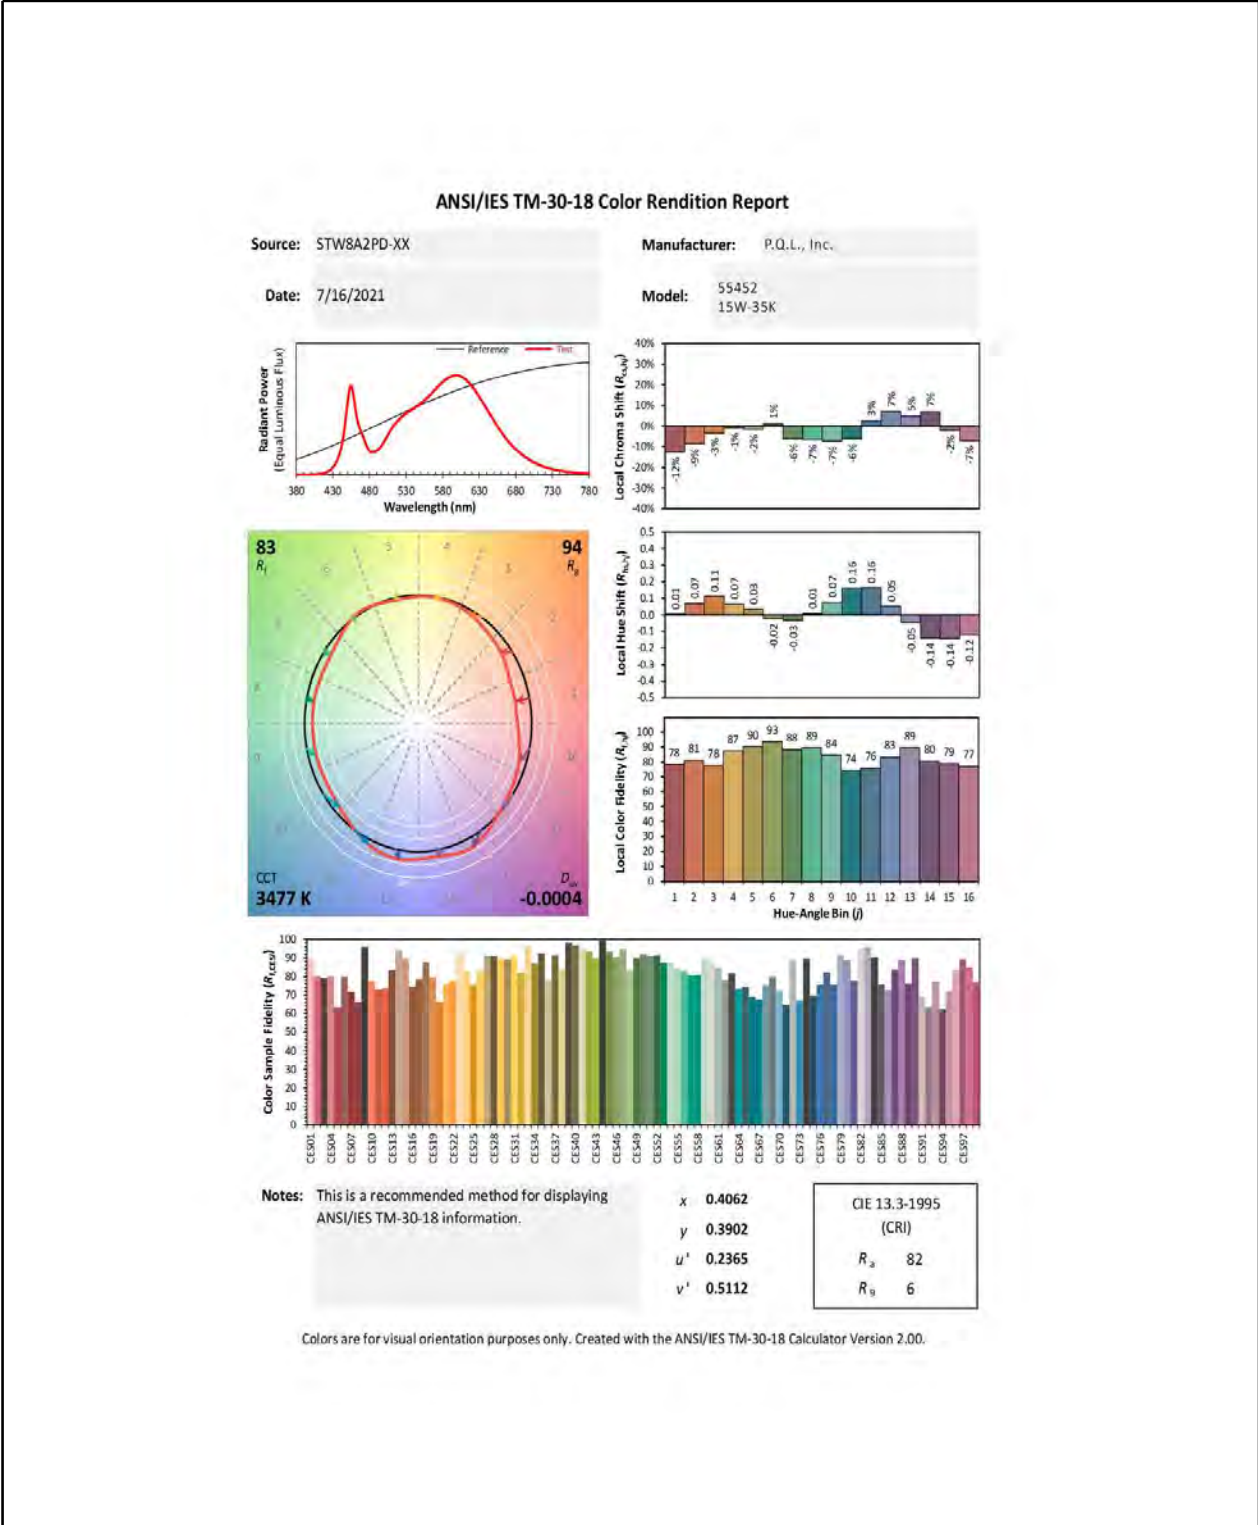 ANSI/IES TM-30-18 Color Rendition Report
Source: STW8A2PD-XX
Manufacturer: P.Q.L., Inc.
Date: 7/16/2021
Model: 55452
15W-35K
Radiant Power
(Equal Luminous Flux)
Reference Test
380 430 480 530 580 630 680 730 780
Wavelength (nm)
Local Chroma Shift (Rcs,hj)
40%
30%
20%
10%
0%
-10%
-20%
-30%
-40%
-12% -9% -3% -1% -2% 1% -6% -7% -7% -6% 3% 7% 5% 7% -2% -7%
83
Rf
94
Rg
CCT
3477 K
Duv
-0.0004
Local Hue Shift (Rhs,hj)
0.5
0.4
0.3
0.2
0.1
0.0
-0.1
-0.2
-0.3
-0.4
-0.5
0.01 0.07 0.11 0.07 0.03 -0.02 -0.03 0.01 0.07 0.16 0.16 0.05 -0.05 -0.14 -0.14 -0.12
Local Color Fidelity (Rf,hj)
100
90
80
70
60
50
40
30
20
10
0
78 81 78 87 90 93 88 89 84 74 76 83 89 80 79 77
1 2 3 4 5 6 7 8 9 10 11 12 13 14 15 16
Hue-Angle Bin (j)
Color Sample Fidelity (Rf,CESi)
100
90
80
70
60
50
40
30
20
10
0
CES01 CES04 CES07 CES10 CES13 CES16 CES19 CES22 CES25 CES28 CES31 CES34 CES37 CES40 CES43 CES46 CES49 CES52 CES55 CES58 CES61 CES64 CES67 CES70 CES73 CES76 CES79 CES82 CES85 CES88 CES91 CES94 CES97
Notes: This is a recommended method for displaying
ANSI/IES TM-30-18 information.
x 0.4062
y 0.3902
u' 0.2365
v' 0.5112
CIE 13.3-1995
(CRI)
Ra 82
R9 6
Colors are for visual orientation purposes only. Created with the ANSI/IES TM-30-18 Calculator Version 2.00.